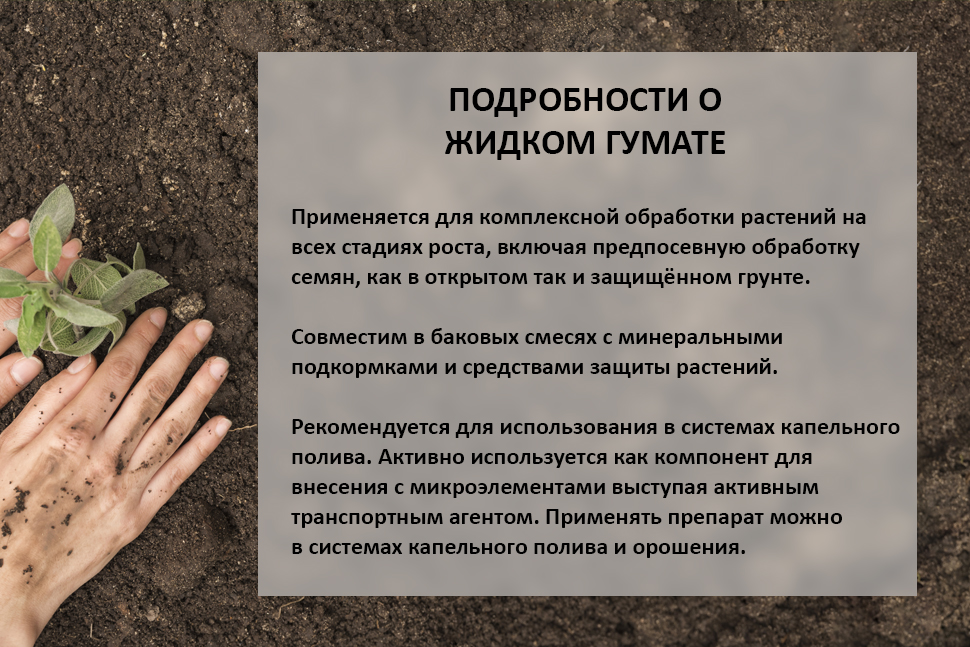 ПОДРОБНОСТИ О
ЖИДКОМ ГУМАТЕ
Применяется для комплексной обработки растений на
всех стадиях роста, включая предпосевную обработку
семян, как в открытом так и защищённом грунте.
Совместим в баковых смесях с минеральными
подкормками и средствами защиты растений.
Рекомендуется для использования в системах капельного
полива. Активно используется как компонент для
внесения с микроэлементами выступая активным
транспортным агентом. Применять препарат можно
в системах капельного полива и орошения.